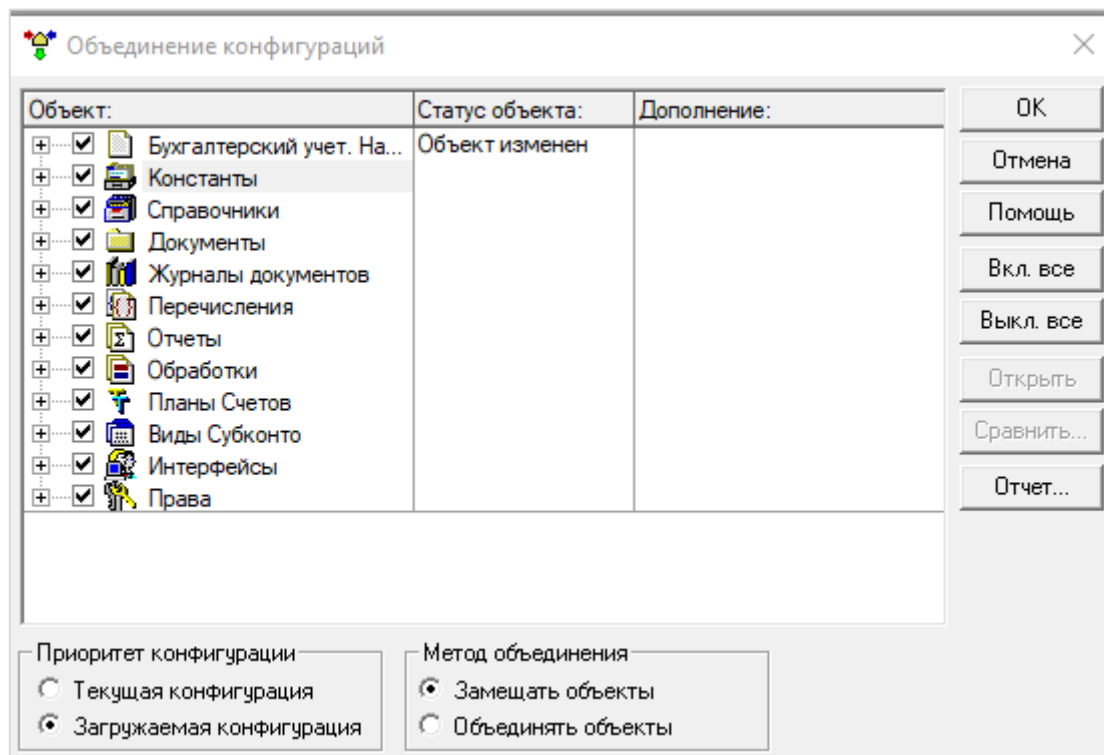 Объединение конфигураций
Объект: Статус объекта: Дополнение:
Бухгалтерский учет. На... Объект изменен
Константы
Справочники
Документы
Журналы документов
Перечисления
Отчеты
Обработки
Планы Счетов
Виды Субконто
Интерфейсы
Права
ОК
Отмена
Помощь
Вкл. все
Выкл. все
Открыть
Сравнить...
Отчет...
Приоритет конфигурации
Текущая конфигурация
Загружаемая конфигурация
Метод объединения
Замещать объекты
Объединять объекты